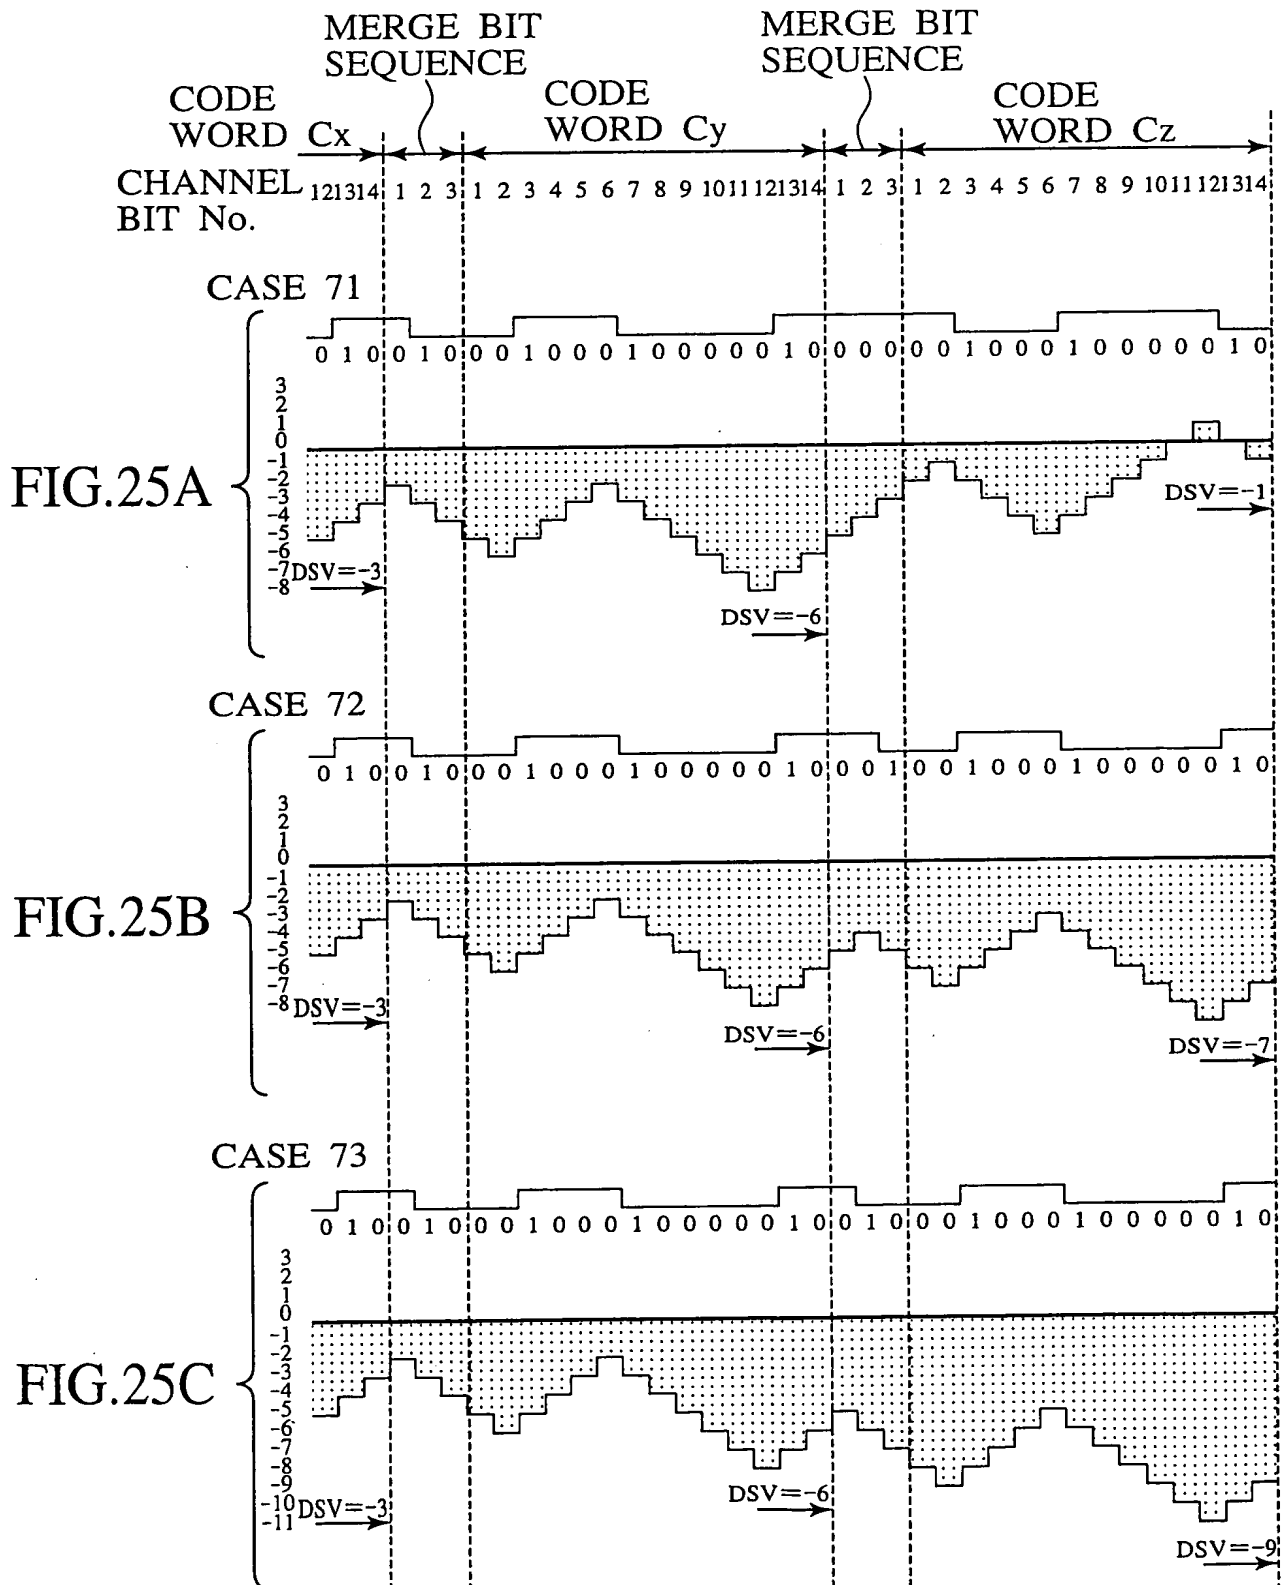 MERGE BIT
SEQUENCE
MERGE BIT
SEQUENCE
CODE
WORD Cx
CODE
WORD Cy
CODE
WORD Cz
CHANNEL
BIT No.
12 13 14 1 2 3 1 2 3 4 5 6 7 8 9 10 11 12 13 14 1 2 3 1 2 3 4 5 6 7 8 9 10 11 12 13 14
CASE 71
0 1 0 0 1 0 0 0 1 0 0 0 1 0 0 0 0 0 1 0 0 0 0 0 0 1 0 0 0 1 0 0 0 0 0 1 0
3
2
1
0
-1
-2
-3
-4
-5
-6
-7
-8
FIG.25A
DSV=-3
DSV=-6
DSV=-1
CASE 72
0 1 0 0 1 0 0 0 1 0 0 0 1 0 0 0 0 0 1 0 0 0 1 0 0 1 0 0 0 1 0 0 0 0 0 1 0
3
2
1
0
-1
-2
-3
-4
-5
-6
-7
-8
FIG.25B
DSV=-3
DSV=-6
DSV=-7
CASE 73
0 1 0 0 1 0 0 0 1 0 0 0 1 0 0 0 0 0 1 0 0 1 0 0 0 1 0 0 0 1 0 0 0 0 0 1 0
3
2
1
0
-1
-2
-3
-4
-5
-6
-7
-8
-9
-10
-11
FIG.25C
DSV=-3
DSV=-6
DSV=-9